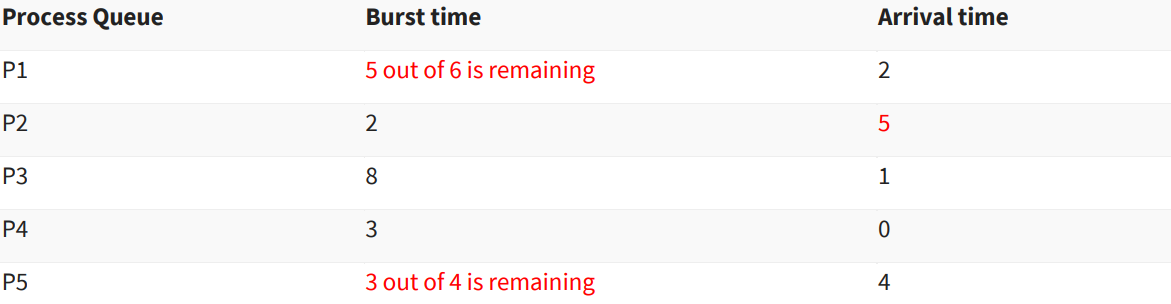 Process Queue Burst time Arrival time
P1 5 out of 6 is remaining 2
P2 2 5
P3 8 1
P4 3 0
P5 3 out of 4 is remaining 4